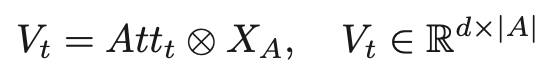 V_t = Att_t ⊗ X_A,    V_t ∈ ℝ^{d×|A|}